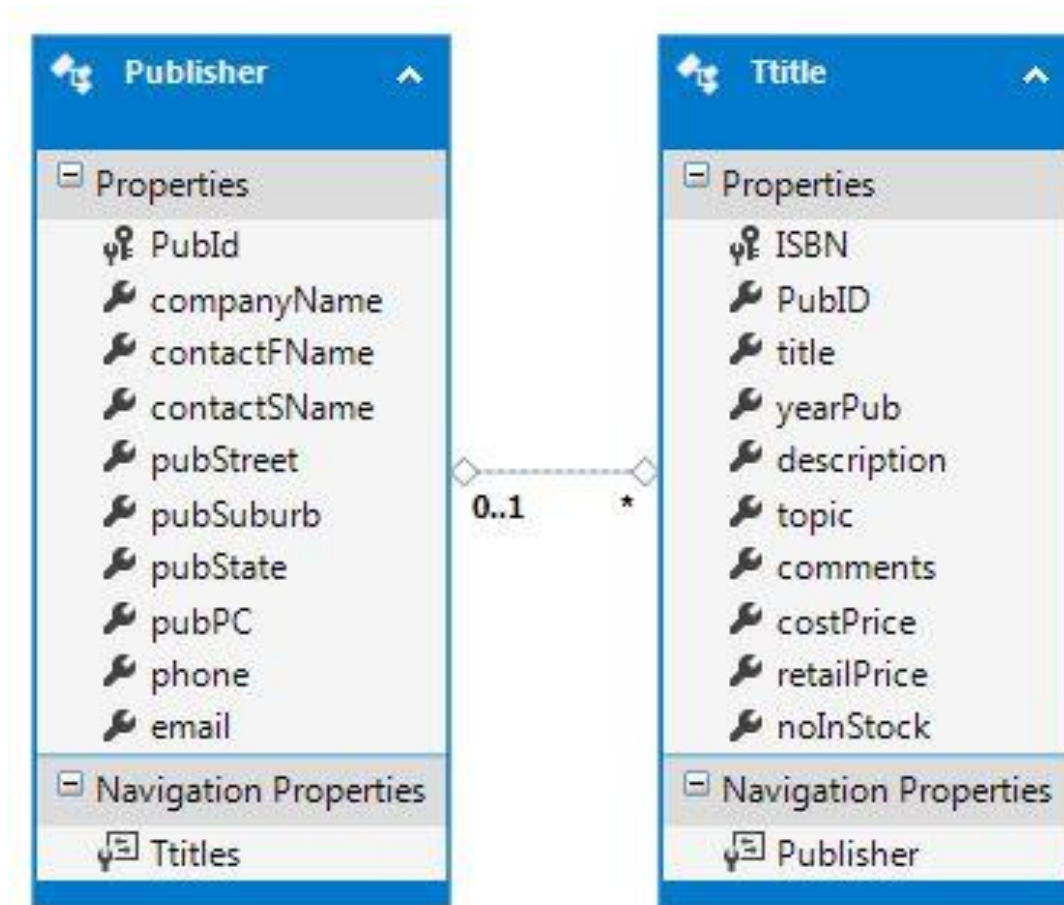 Publisher
Properties
PubId
companyName
contactFName
contactSName
pubStreet
pubSuburb
pubState
pubPC
phone
email
Navigation Properties
Ttitles
0..1
*
Ttitle
Properties
ISBN
PubID
title
yearPub
description
topic
comments
costPrice
retailPrice
noInStock
Navigation Properties
Publisher